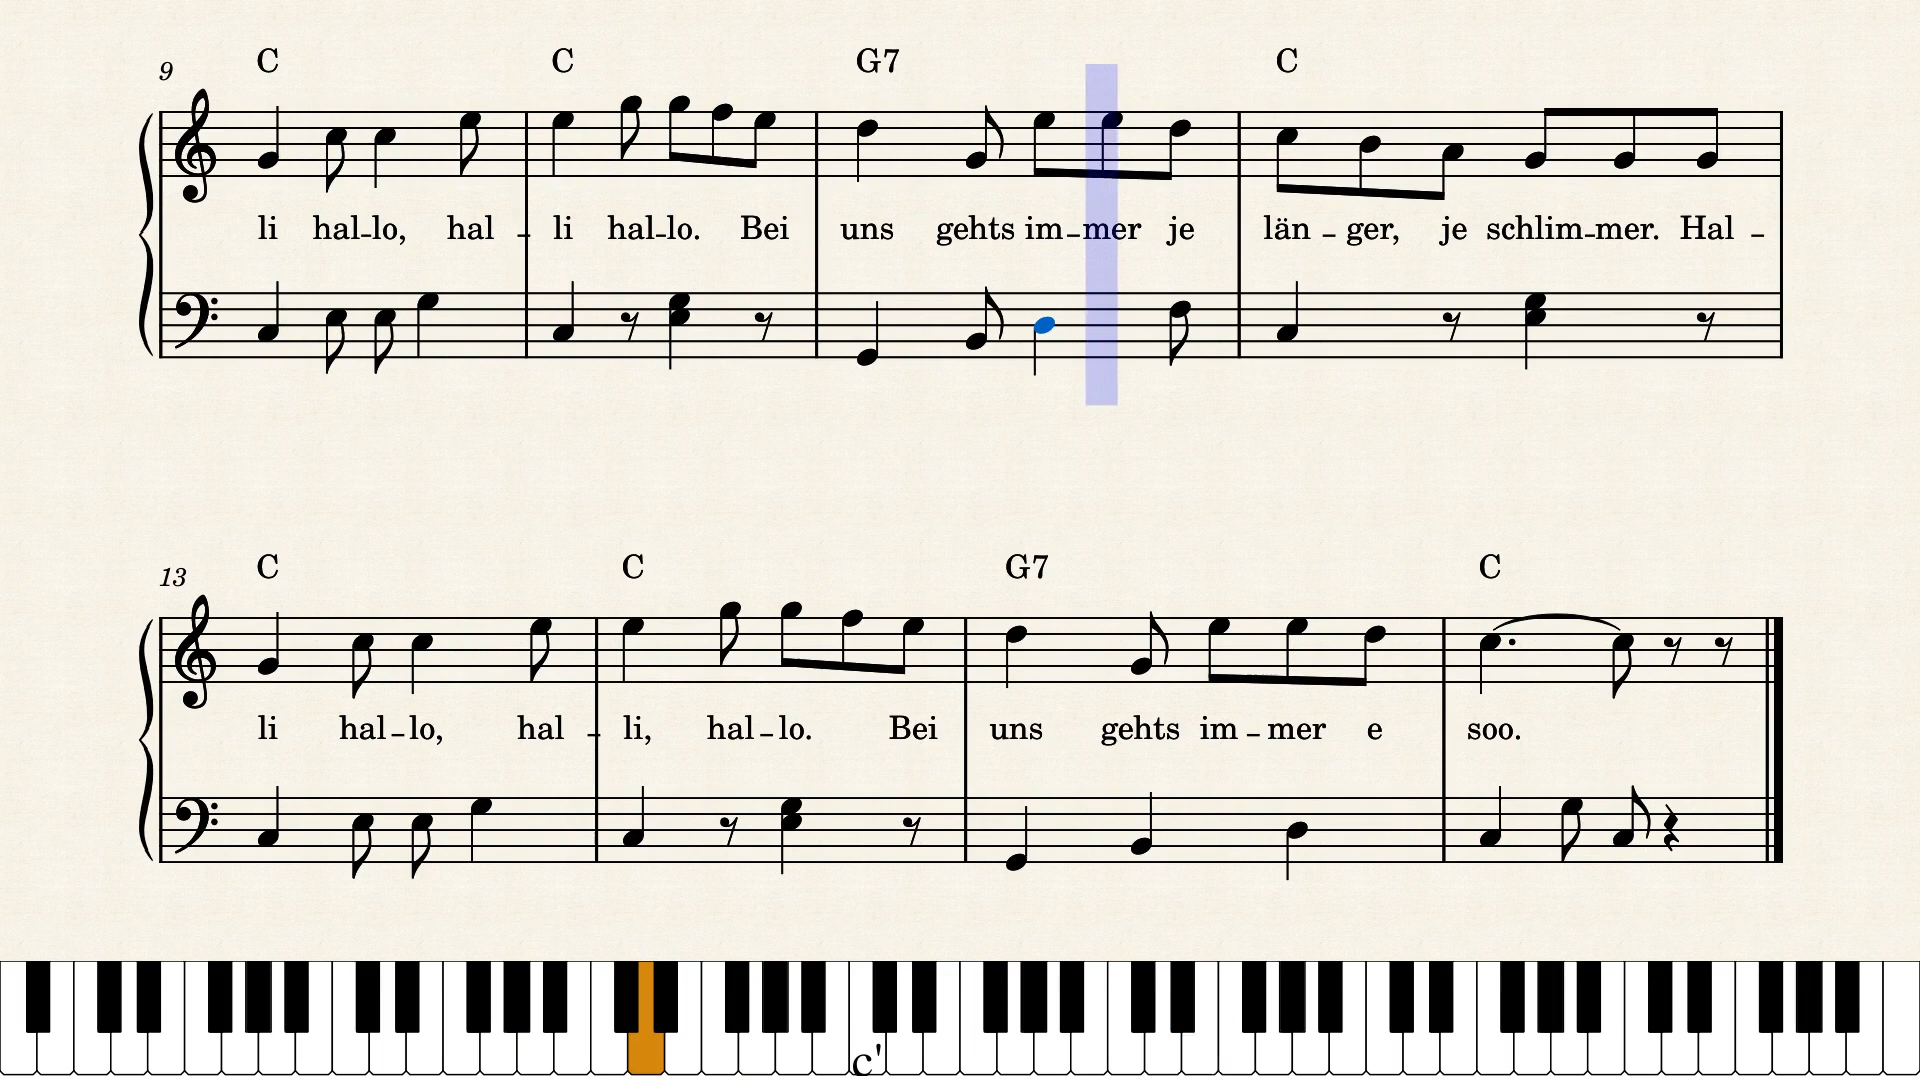 9 C C G7 C
li hal-lo, hal - li hal-lo. Bei uns gehts im-mer je län - ger, je schlim-mer. Hal -
13 C C G7 C
li hal-lo, hal - li, hal-lo. Bei uns gehts im - mer e soo.
c'